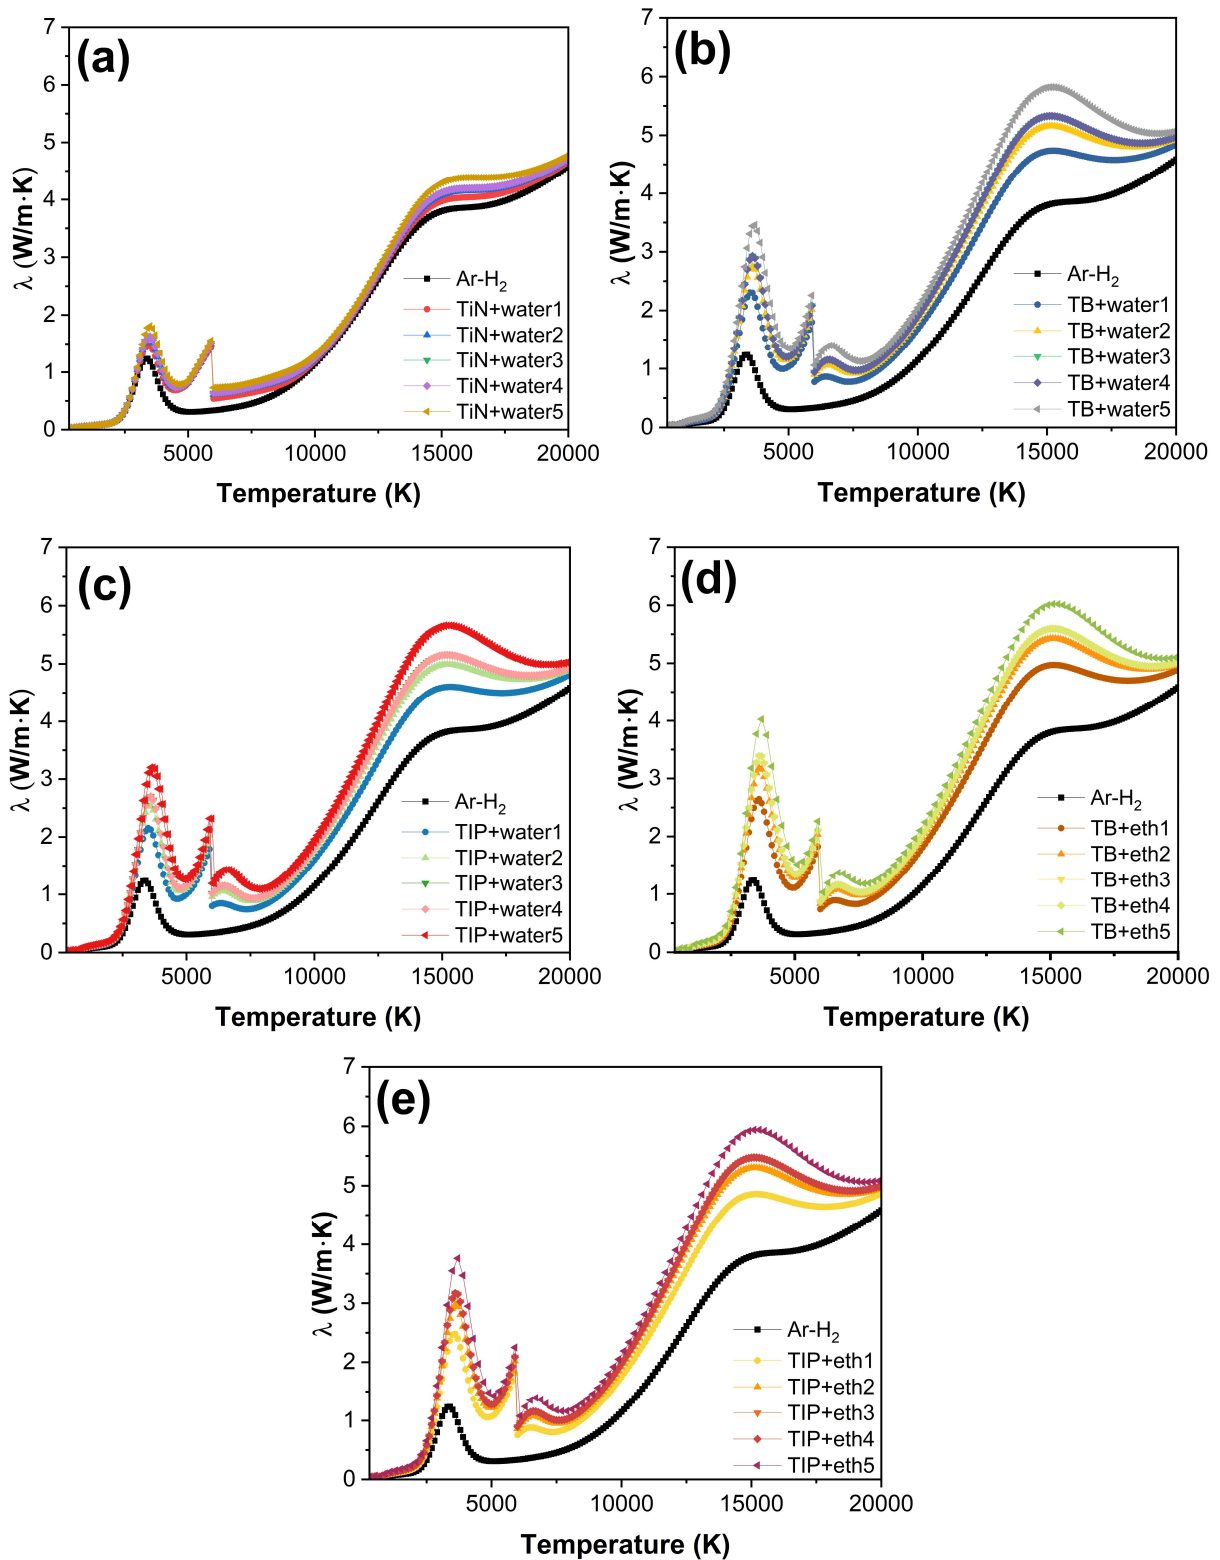 (a)
7
6
5
4
3
2
1
0
λ (W/m·K)
5000 10000 15000 20000
Temperature (K)
Ar-H₂
TiN+water1
TiN+water2
TiN+water3
TiN+water4
TiN+water5
(b)
7
6
5
4
3
2
1
0
λ (W/m·K)
5000 10000 15000 20000
Temperature (K)
Ar-H₂
TB+water1
TB+water2
TB+water3
TB+water4
TB+water5
(c)
7
6
5
4
3
2
1
0
λ (W/m·K)
5000 10000 15000 20000
Temperature (K)
Ar-H₂
TIP+water1
TIP+water2
TIP+water3
TIP+water4
TIP+water5
(d)
7
6
5
4
3
2
1
0
λ (W/m·K)
5000 10000 15000 20000
Temperature (K)
Ar-H₂
TB+eth1
TB+eth2
TB+eth3
TB+eth4
TB+eth5
(e)
7
6
5
4
3
2
1
0
λ (W/m·K)
5000 10000 15000 20000
Temperature (K)
Ar-H₂
TIP+eth1
TIP+eth2
TIP+eth3
TIP+eth4
TIP+eth5